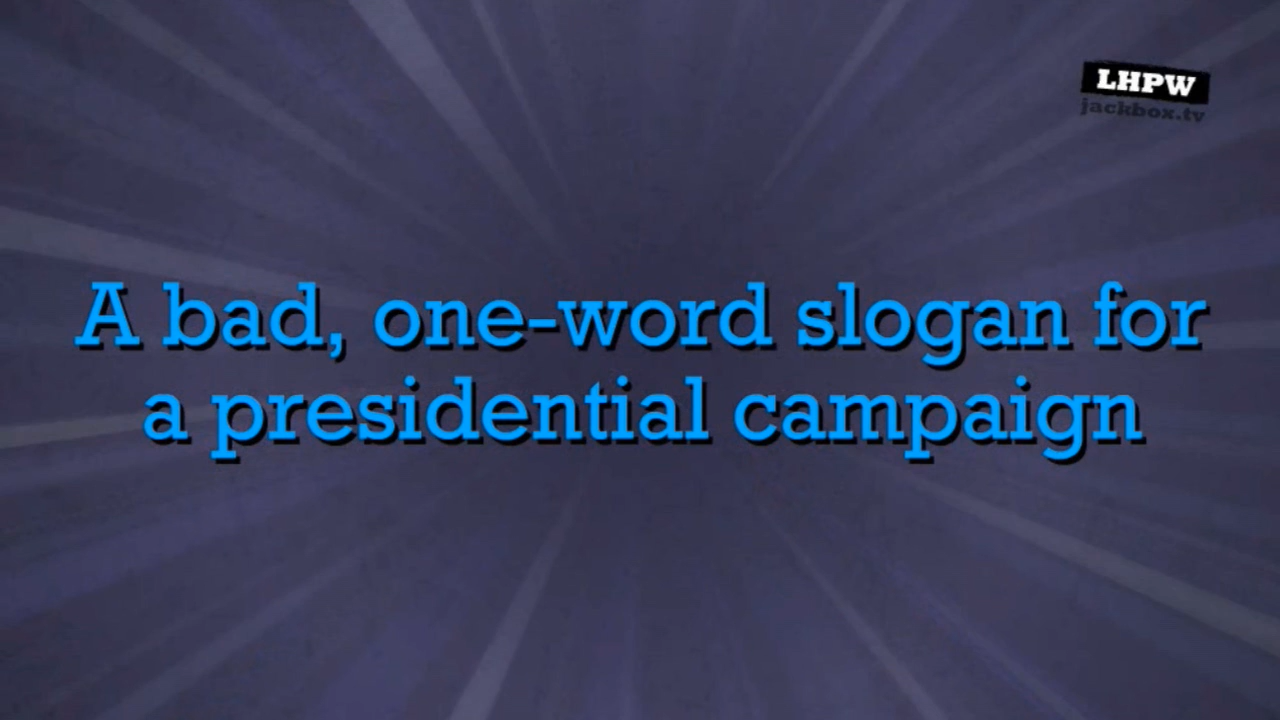 LHPW
jackbox.tv
A bad, one-word slogan for
a presidential campaign